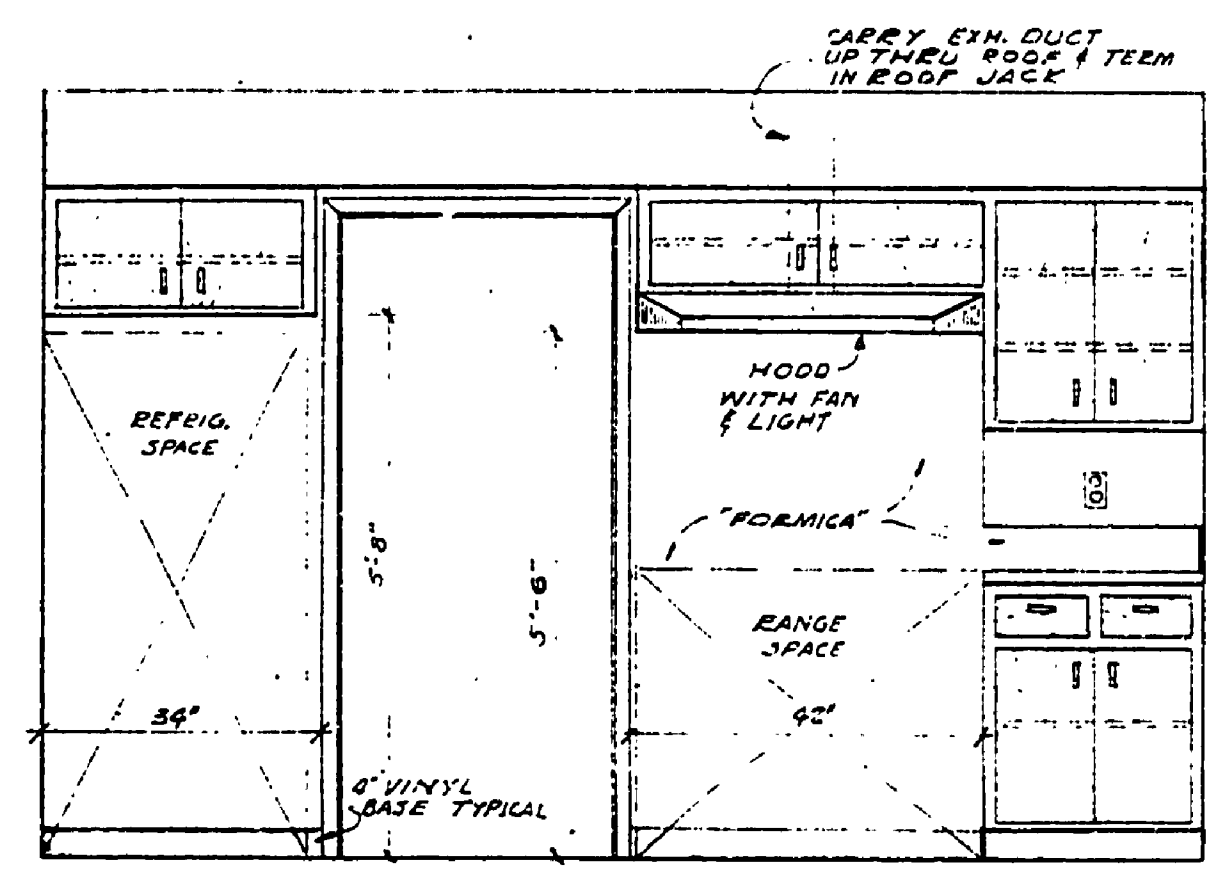 CARRY EXH. DUCT
UP THRU ROOF & TERM
IN ROOF JACK
HOOD
WITH FAN
& LIGHT
REFRIG.
SPACE
"FORMICA"
5'-8"
5'-6"
RANGE
SPACE
34"
42"
4" VINYL
BASE TYPICAL